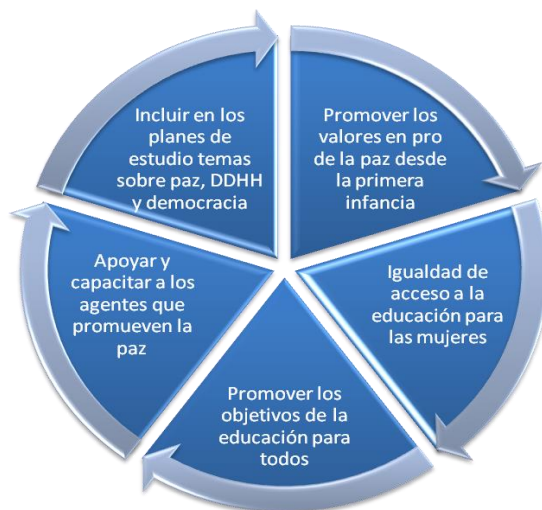 Incluir en los
planes de
estudio temas
sobre paz, DDHH
y democracia
Promover los
valores en pro
de la paz desde
la primera
infancia
Igualdad de
acceso a la
educación para
las mujeres
Promover los
objetivos de la
educación para
todos
Apoyar y
capacitar a los
agentes que
promueven la
paz